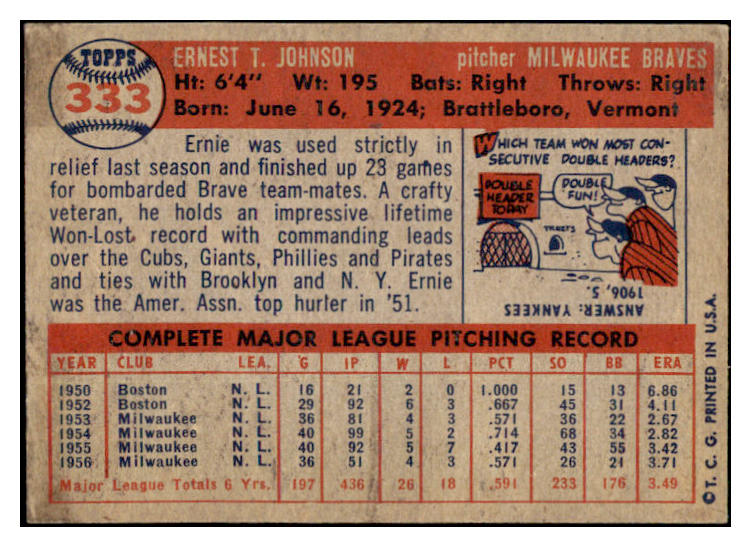 TOPPS
333
ERNEST T. JOHNSON pitcher MILWAUKEE BRAVES
Ht: 6'4" Wt: 195 Bats: Right Throws: Right
Born: June 16, 1924; Brattleboro, Vermont
Ernie was used strictly in
relief last season and finished up 23 games
for bombarded Brave team-mates. A crafty
veteran, he holds an impressive lifetime
Won-Lost record with commanding leads
over the Cubs, Giants, Phillies and Pirates
and ties with Brooklyn and N. Y. Ernie
was the Amer. Assn. top hurler in '51.
WHICH TEAM WON MOST CON-
SECUTIVE DOUBLE HEADERS?
DOUBLE
HEADER
TODAY
DOUBLE
FUN!
TICKETS
ANSWER: YANKEES
1906, 5.
COMPLETE MAJOR LEAGUE PITCHING RECORD
YEAR CLUB LEA. G IP W L PCT SO BB ERA
1950 Boston N. L. 16 21 2 0 1.000 15 13 6.86
1952 Boston N. L. 29 92 6 3 .667 45 31 4.11
1953 Milwaukee N. L. 36 81 4 3 .571 36 22 2.67
1954 Milwaukee N. L. 40 99 5 2 .714 68 34 2.82
1955 Milwaukee N. L. 40 92 5 7 .417 43 55 3.42
1956 Milwaukee N. L. 36 51 4 3 .571 26 21 3.71
Major League Totals 6 Yrs. 197 436 26 18 .591 233 176 3.49
© T. C. G. PRINTED IN U.S.A.